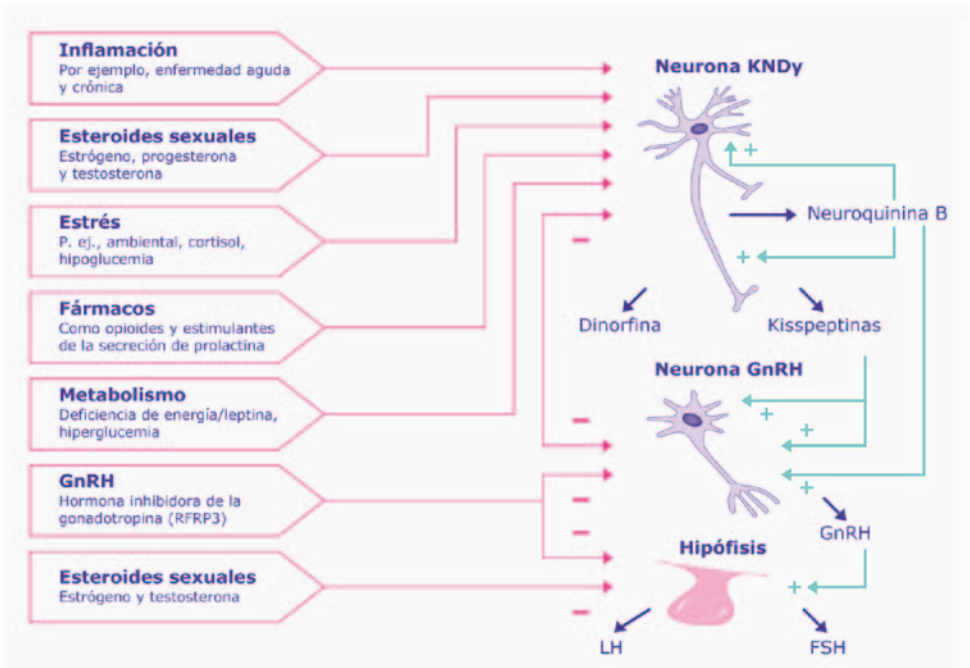 Inflamación
Por ejemplo, enfermedad aguda
y crónica
Esteroides sexuales
Estrógeno, progesterona
y testosterona
Estrés
P. ej., ambiental, cortisol,
hipoglucemia
Fármacos
Como opioides y estimulantes
de la secreción de prolactina
Metabolismo
Deficiencia de energía/leptina,
hiperglucemia
GnRH
Hormona inhibidora de la
gonadotropina (RFRP3)
Esteroides sexuales
Estrógeno y testosterona
Neurona KNDy
+
Neuroquinina B
−
+
Dinorfina
Kisspeptinas
Neurona GnRH
−
+
+
−
+
GnRH
−
Hipófisis
+
−
LH
FSH